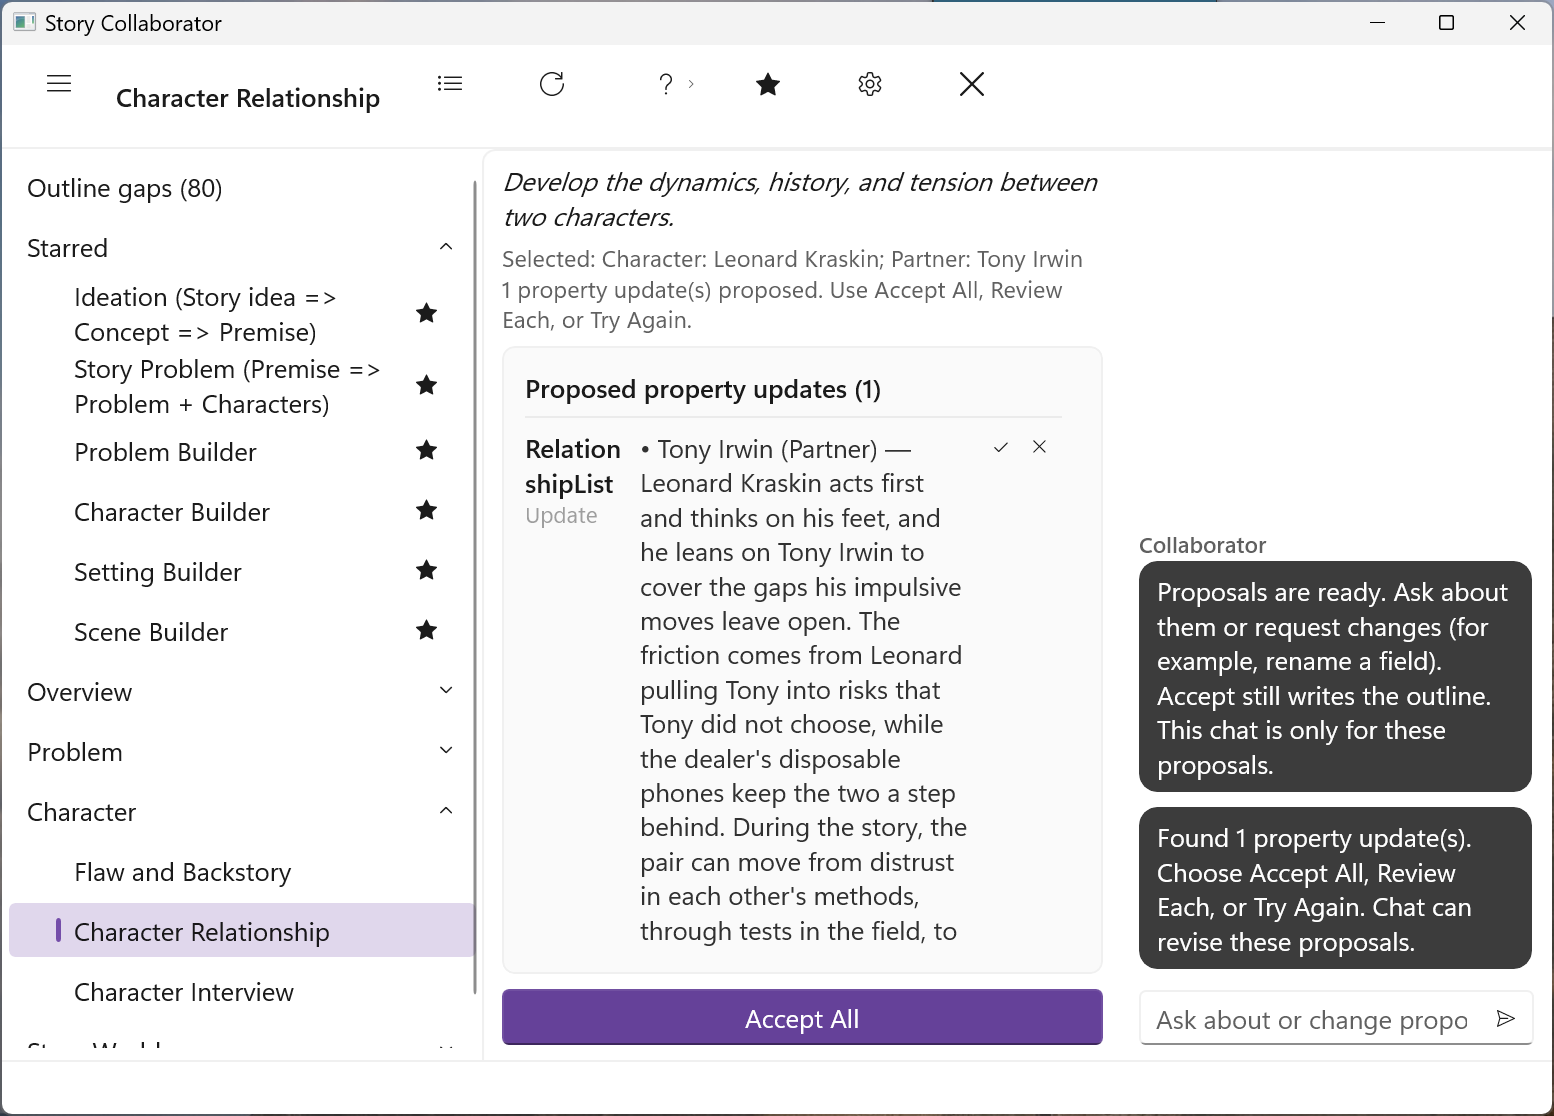 Story Collaborator
Character Relationship
Outline gaps (80)
Starred
Ideation (Story idea =>
Concept => Premise)
Story Problem (Premise =>
Problem + Characters)
Problem Builder
Character Builder
Setting Builder
Scene Builder
Overview
Problem
Character
Flaw and Backstory
Character Relationship
Character Interview
Develop the dynamics, history, and tension between
two characters.
Selected: Character: Leonard Kraskin; Partner: Tony Irwin
1 property update(s) proposed. Use Accept All, Review
Each, or Try Again.
Proposed property updates (1)
Relation
shipList
Update
• Tony Irwin (Partner) —
Leonard Kraskin acts first
and thinks on his feet, and
he leans on Tony Irwin to
cover the gaps his impulsive
moves leave open. The
friction comes from Leonard
pulling Tony into risks that
Tony did not choose, while
the dealer's disposable
phones keep the two a step
behind. During the story, the
pair can move from distrust
in each other's methods,
through tests in the field, to
Accept All
Collaborator
Proposals are ready. Ask about
them or request changes (for
example, rename a field).
Accept still writes the outline.
This chat is only for these
proposals.
Found 1 property update(s).
Choose Accept All, Review
Each, or Try Again. Chat can
revise these proposals.
Ask about or change propo